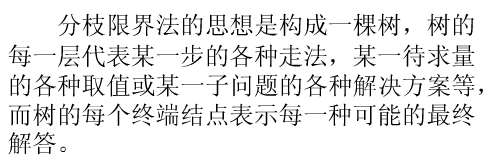 分枝限界法的思想是构成一棵树，树的
每一层代表某一步的各种走法，某一待求量
的各种取值或某一子问题的各种解决方案等，
而树的每个终端结点表示每一种可能的最终
解答。